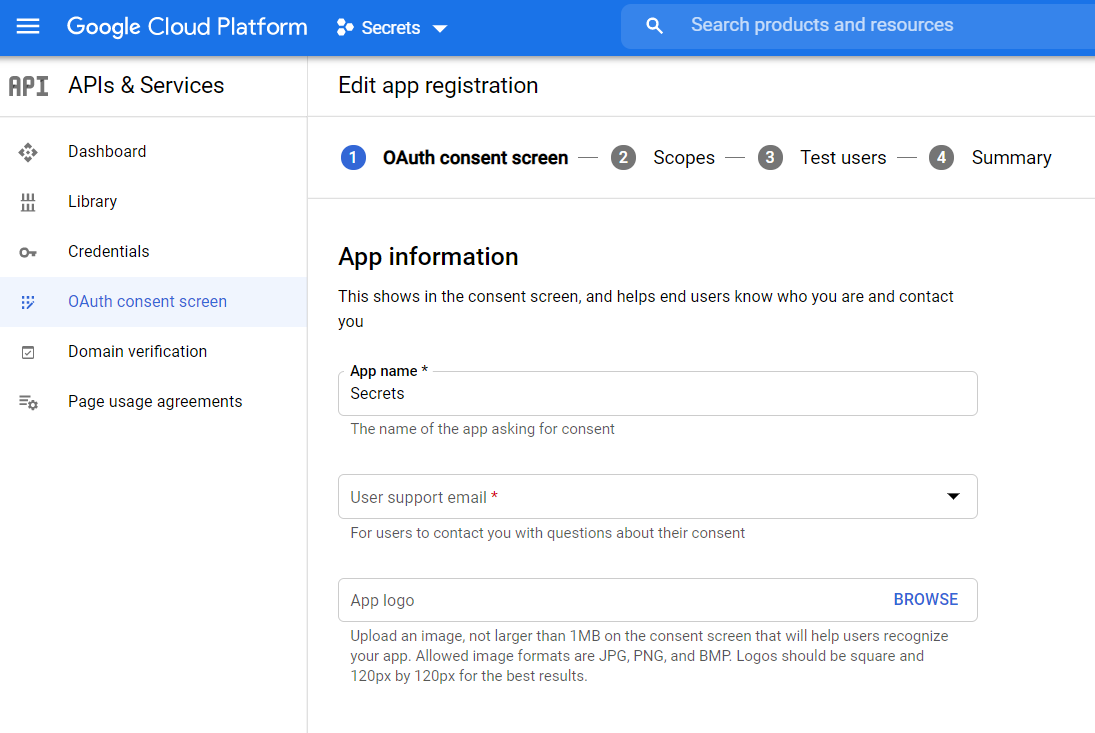 Google Cloud Platform
Secrets
Search products and resources
API
APIs & Services
Edit app registration
Dashboard
Library
Credentials
OAuth consent screen
Domain verification
Page usage agreements
1 OAuth consent screen — 2 Scopes — 3 Test users — 4 Summary
App information
This shows in the consent screen, and helps end users know who you are and contact
you
App name *
Secrets
The name of the app asking for consent
User support email *
For users to contact you with questions about their consent
App logo
BROWSE
Upload an image, not larger than 1MB on the consent screen that will help users recognize
your app. Allowed image formats are JPG, PNG, and BMP. Logos should be square and
120px by 120px for the best results.